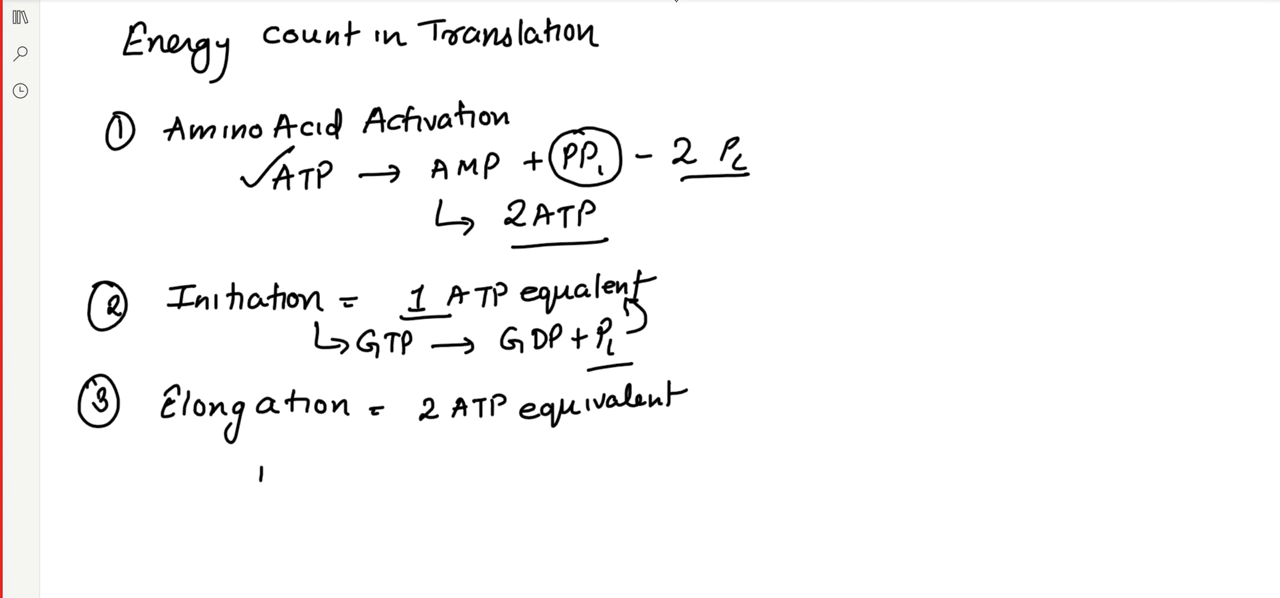 Energy count in Translation
① Amino Acid Activation
✓ATP → AMP + PPi - 2 Pi
↳ 2ATP
② Initiation = 1 ATP equalent
↳ GTP → GDP + Pi
③ Elongation = 2 ATP equivalent